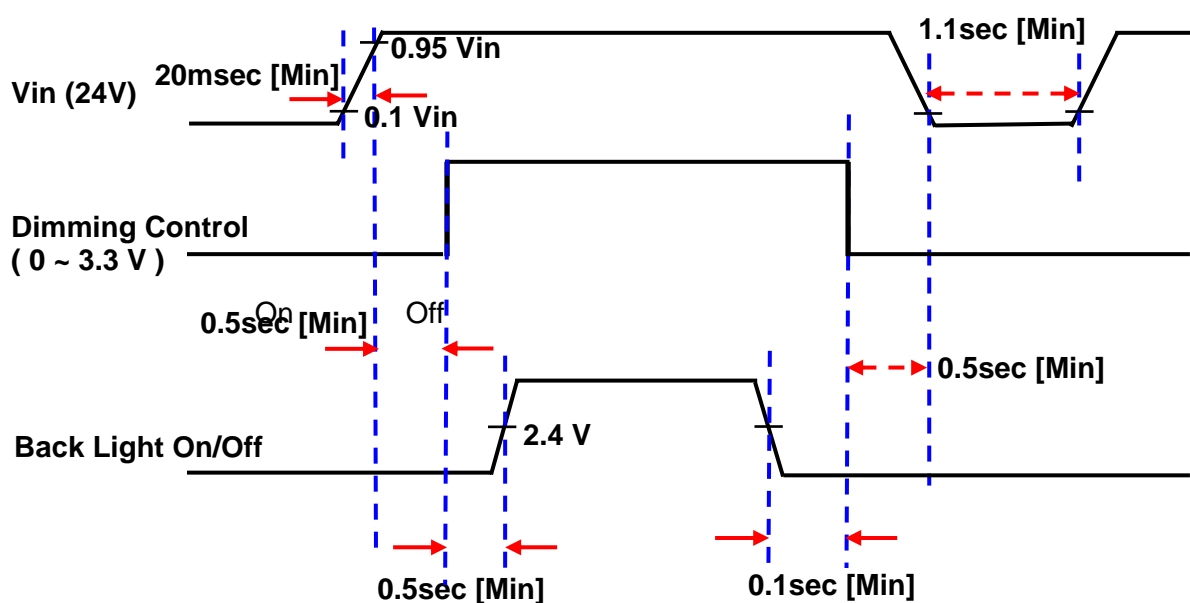 1.1sec [Min]
0.95 Vin
20msec [Min]
Vin (24V)
0.1 Vin
Dimming Control
( 0 ~ 3.3 V )
On
Off
0.5sec [Min]
0.5sec [Min]
2.4 V
Back Light On/Off
0.5sec [Min]
0.1sec [Min]